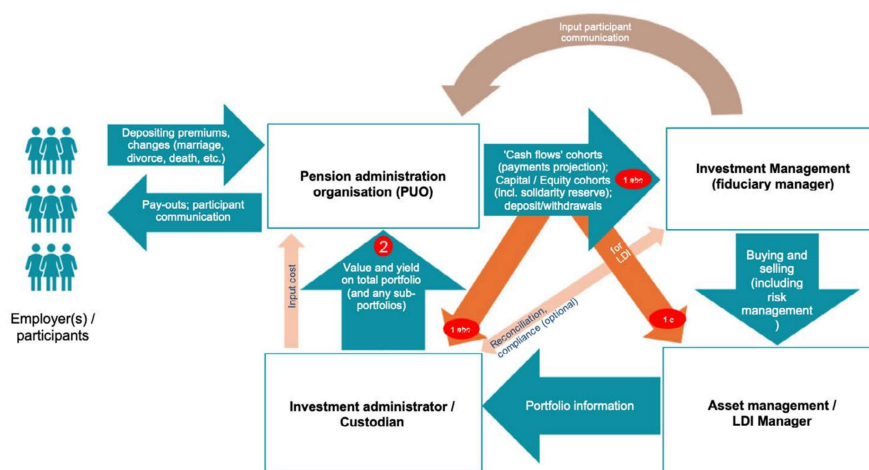 Input participant
communication
Depositing premiums,
changes (marriage,
divorce, death, etc.)
Pay-outs; participant
communication
Employer(s) /
participants
Pension administration
organisation (PUO)
'Cash flows' cohorts
(payments projection);
Capital / Equity cohorts
(incl. solidarity reserve);
deposit/withdrawals
1 abc
Investment Management
(fiduciary manager)
2
Value and yield
on total portfolio
(and any sub-
portfolios)
Input cost
1 abc
Reconciliation,
compliance (optional)
for
LDI
1 c
Buying and
selling
(including
risk
management
)
Investment administrator /
Custodian
Portfolio information
Asset management /
LDI Manager